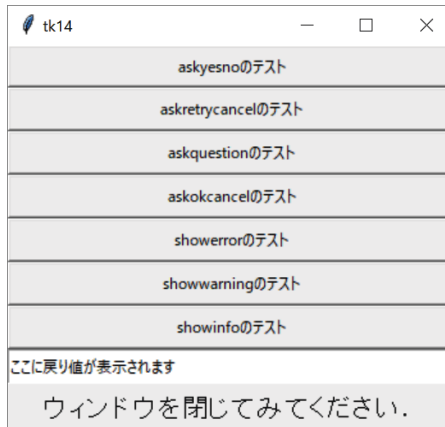 tk14
askyesnoのテスト
askretrycancelのテスト
askquestionのテスト
askokcancelのテスト
showerrorのテスト
showwarningのテスト
showinfoのテスト
ここに戻り値が表示されます
ウィンドウを閉じてみてください.